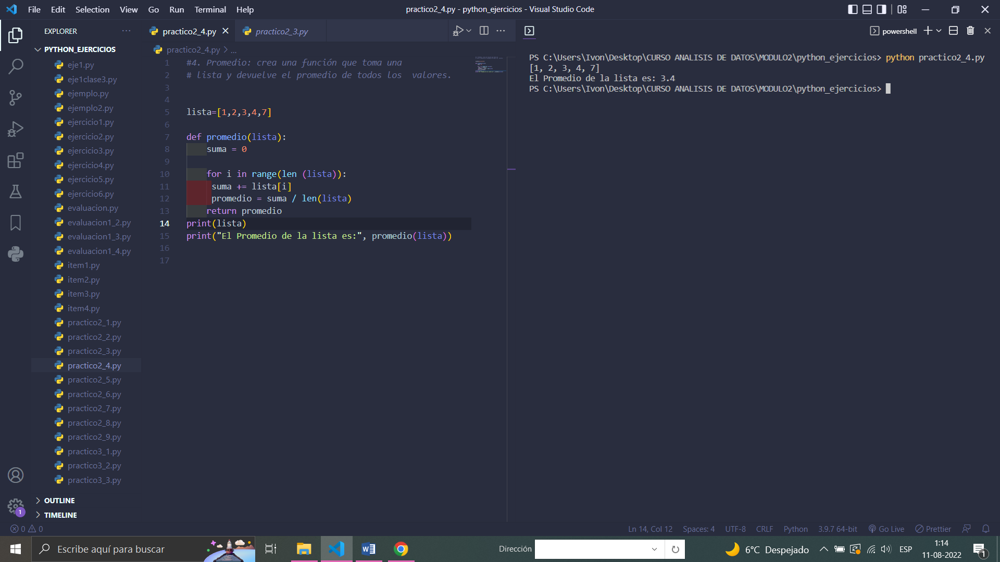 File Edit Selection View Go Run Terminal Help
practico2_4.py - python_ejercicios - Visual Studio Code
EXPLORER
PYTHON_EJERCICIOS
eje1.py
eje1clase3.py
ejemplo.py
ejemplo2.py
ejercicio1.py
ejercicio2.py
ejercicio3.py
ejercicio4.py
ejercicio5.py
ejercicio6.py
evaluacion.py
evaluacion1_2.py
evaluacion1_3.py
evaluacion1_4.py
item1.py
item2.py
item3.py
item4.py
practico2_1.py
practico2_2.py
practico2_3.py
practico2_4.py
practico2_5.py
practico2_6.py
practico2_7.py
practico2_8.py
practico2_9.py
practico3_1.py
practico3_2.py
practico3_3.py
OUTLINE
TIMELINE
practico2_4.py practico2_3.py
practico2_4.py > ...
1 #4. Promedio: crea una función que toma una
2 # lista y devuelve el promedio de todos los  valores.
3
4
5 lista=[1,2,3,4,7]
6
7 def promedio(lista):
8     suma = 0
9
10     for i in range(len (lista)):
11      suma += lista[i]
12      promedio = suma / len(lista)
13     return promedio
14 print(lista)
15 print("El Promedio de la lista es:", promedio(lista))
16
17
powershell
PS C:\Users\Ivon\Desktop\CURSO ANALISIS DE DATOS\MODULO2\python_ejercicios> python practico2_4.py
[1, 2, 3, 4, 7]
El Promedio de la lista es: 3.4
PS C:\Users\Ivon\Desktop\CURSO ANALISIS DE DATOS\MODULO2\python_ejercicios>
1
0 0 Ln 14, Col 12 Spaces: 4 UTF-8 CRLF Python 3.9.7 64-bit Go Live Prettier
Escribe aquí para buscar
Dirección
6°C Despejado
ESP
1:14
11-08-2022
1